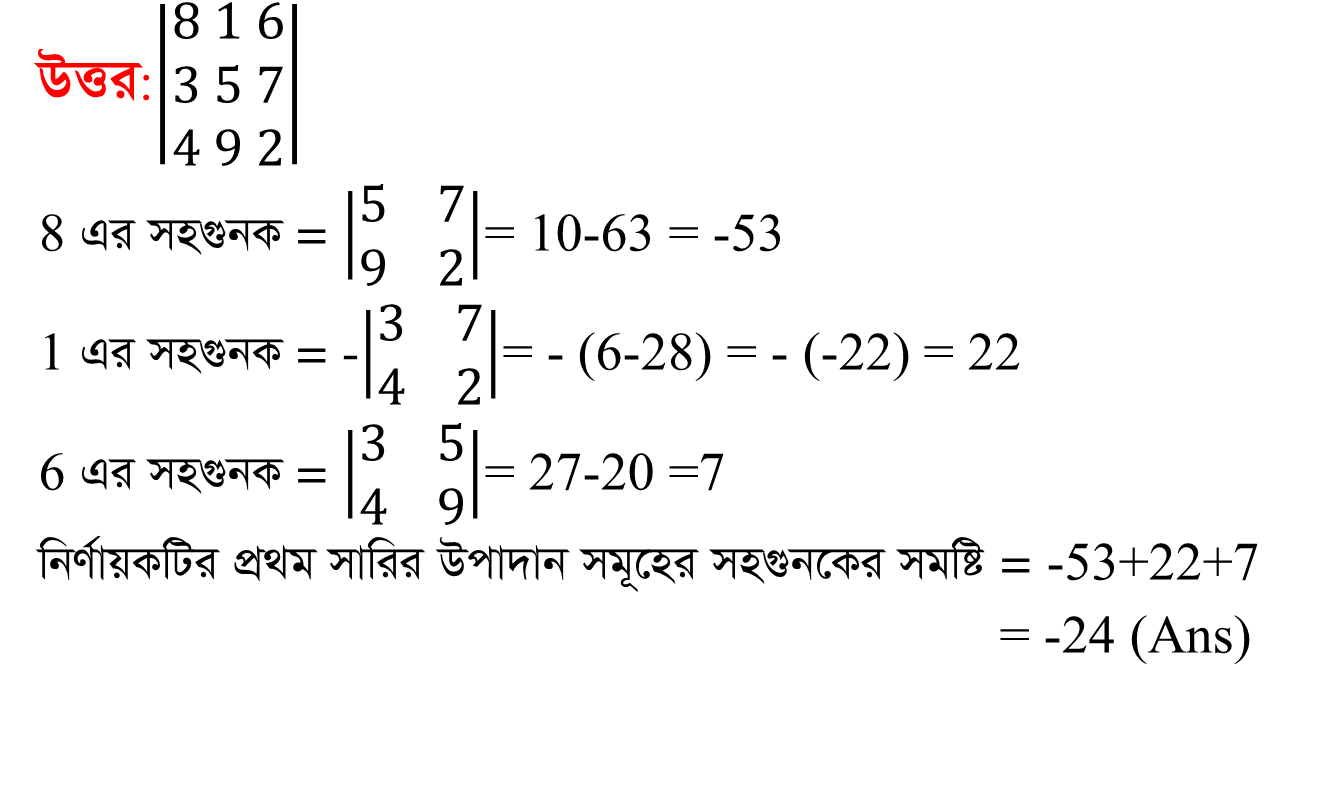 উত্তর: |8 1 6|
|3 5 7|
|4 9 2|
8 এর সহগুনক = |5 7; 9 2| = 10-63 = -53
1 এর সহগুনক = -|3 7; 4 2| = - (6-28) = - (-22) = 22
6 এর সহগুনক = |3 5; 4 9| = 27-20 =7
নির্ণায়কটির প্রথম সারির উপাদান সমূহের সহগুনকের সমষ্টি = -53+22+7
= -24 (Ans)